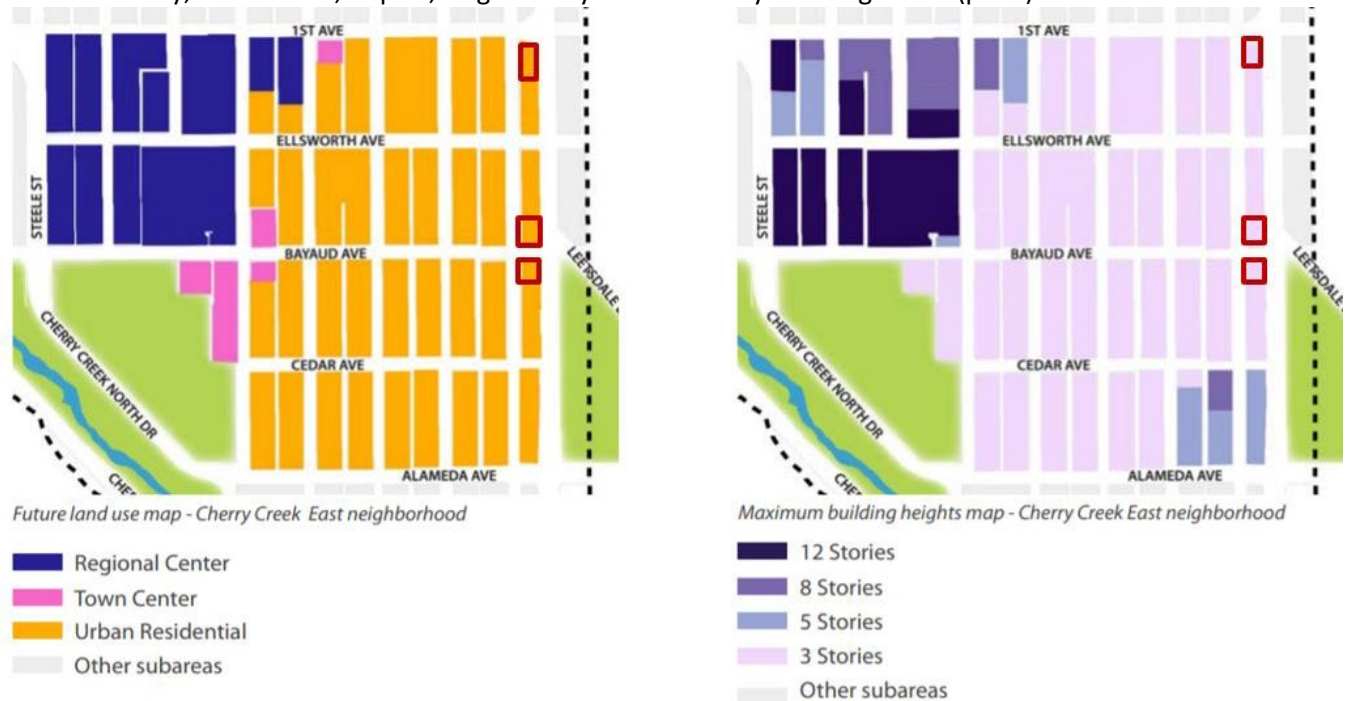 1ST AVE
ELLSWORTH AVE
STEELE ST
BAYAUD AVE
LEETSDALE
CHERRY CREEK NORTH DR
CEDAR AVE
ALAMEDA AVE
Future land use map - Cherry Creek East neighborhood
Regional Center
Town Center
Urban Residential
Other subareas
1ST AVE
ELLSWORTH AVE
STEELE ST
BAYAUD AVE
LEETSDALE
CHERRY CREEK NORTH DR
CEDAR AVE
ALAMEDA AVE
Maximum building heights map - Cherry Creek East neighborhood
12 Stories
8 Stories
5 Stories
3 Stories
Other subareas